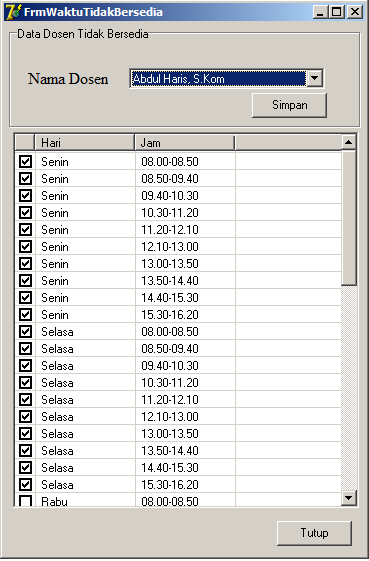 FrmWaktuTidakBersedia
Data Dosen Tidak Bersedia
Nama Dosen Abdul Haris, S.Kom
Simpan
Hari Jam
Senin 08.00-08.50
Senin 08.50-09.40
Senin 09.40-10.30
Senin 10.30-11.20
Senin 11.20-12.10
Senin 12.10-13.00
Senin 13.00-13.50
Senin 13.50-14.40
Senin 14.40-15.30
Senin 15.30-16.20
Selasa 08.00-08.50
Selasa 08.50-09.40
Selasa 09.40-10.30
Selasa 10.30-11.20
Selasa 11.20-12.10
Selasa 12.10-13.00
Selasa 13.00-13.50
Selasa 13.50-14.40
Selasa 14.40-15.30
Selasa 15.30-16.20
Rabu 08.00-08.50
Tutup